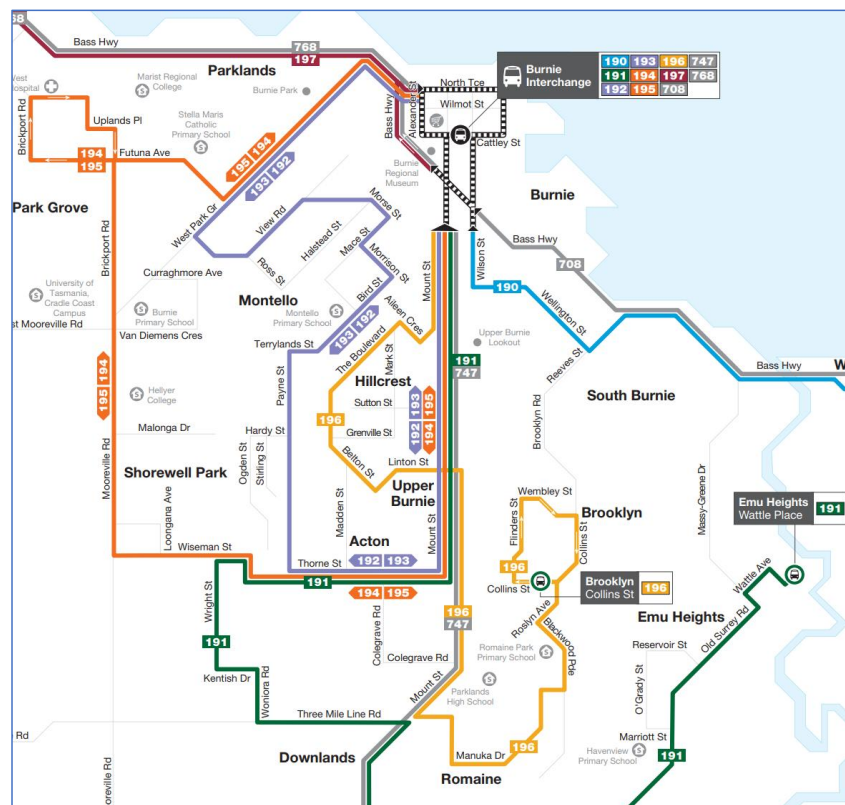 68
Bass Hwy
768
197
Parklands
Bass Hwy
Burnie
Interchange
190 193 196 747
191 194 197 768
192 195 708
North Tce
Wilmot St
Alexander St
Bass Hwy
Cattley St
West
Hospital
Marist Regional
College
Burnie Park
Brickport Rd
Uplands Pl
Stella Maris
Catholic
Primary School
Futuna Ave
194
195
195 194
193 192
Burnie
Regional
Museum
Burnie
Park Grove
West Park Gr
View Rd
Morse St
Halstead St
Mace St
Morrison St
Ross St
Bass Hwy
708
Wilson St
Mount St
190
Brickport Rd
Curraghmore Ave
University of
Tasmania,
Cradle Coast
Campus
Burnie
Primary School
Montello
Montello
Primary School
Bird St
Aileen Cres
Wellington St
st Mooreville Rd
Van Diemens Cres
Terrylands St
193 192
The Boulevard
Mark St
Upper Burnie
Lookout
191
747
Reeves St
Bass Hwy
W
195 194
Hellyer
College
Payne St
Hillcrest
Sutton St
193 195
192 194
South Burnie
196
Malonga Dr
Hardy St
Grenville St
Brooklyn Rd
Mooreville Rd
Shorewell Park
Ogden St
Stirling St
Belton St
Linton St
Upper
Burnie
Massy-Greene Dr
Loongana Ave
Madden St
Mount St
Wembley St
Flinders St
Brooklyn
Collins St
Emu Heights
Wattle Place
191
Wiseman St
Acton
Thorne St
192 193
191
194 195
196
Collins St
Brooklyn
Collins St
196
Wattle Ave
Wright St
191
Colegrave Rd
196
747
Roslyn Ave
Blackwood Pde
Emu Heights
Old Surrey Rd
Colegrave Rd
Romaine Park
Primary School
Reservoir St
Kentish Dr
Woniora Rd
Mount St
Parklands
High School
O'Grady St
Three Mile Line Rd
Rd
Marriott St
Downlands
Manuka Dr
196
Havenview
Primary School
191
Romaine
ooreville Rd